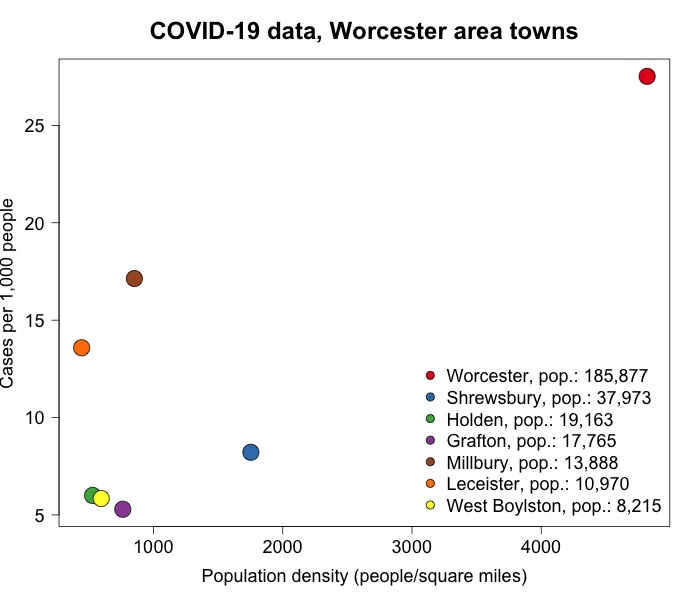 COVID-19 data, Worcester area towns
Cases per 1,000 people
25
20
15
10
5
Worcester, pop.: 185,877
Shrewsbury, pop.: 37,973
Holden, pop.: 19,163
Grafton, pop.: 17,765
Millbury, pop.: 13,888
Leceister, pop.: 10,970
West Boylston, pop.: 8,215
1000 2000 3000 4000
Population density (people/square miles)